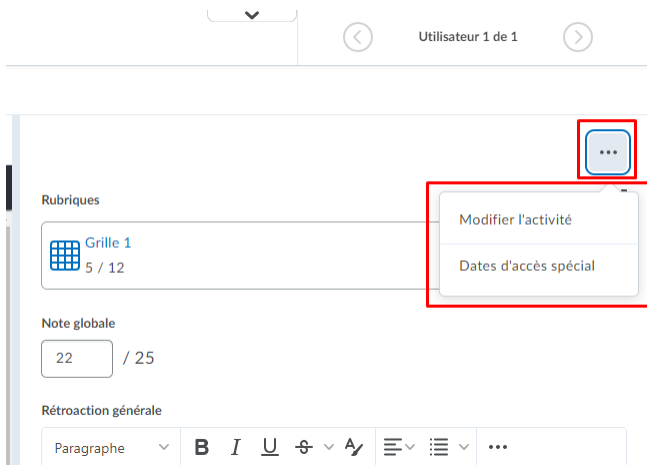 Utilisateur 1 de 1
Rubriques
Grille 1
5 / 12
Modifier l'activité
Dates d'accès spécial
Note globale
22 / 25
Rétroaction générale
Paragraphe B I U S A